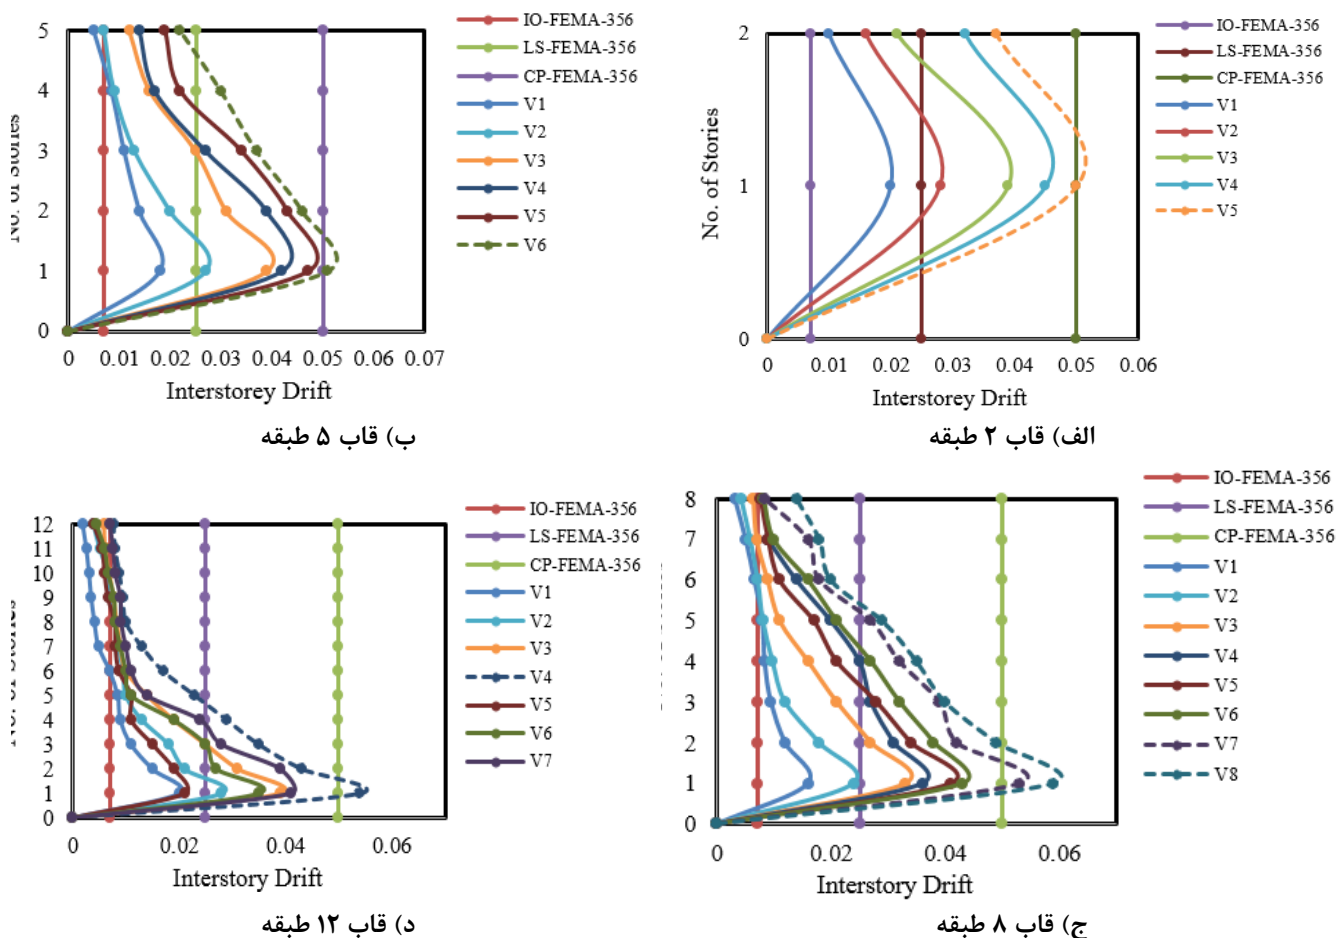 5
4
3
2
1
0
No. of Stories
0 0.01 0.02 0.03 0.04 0.05 0.06 0.07
Interstorey Drift
IO-FEMA-356
LS-FEMA-356
CP-FEMA-356
V1
V2
V3
V4
V5
V6
ب) قاب ۵ طبقه
2
1
0
No. of Stories
0 0.01 0.02 0.03 0.04 0.05 0.06
Interstorey Drift
IO-FEMA-356
LS-FEMA-356
CP-FEMA-356
V1
V2
V3
V4
V5
الف) قاب ۲ طبقه
12
11
10
9
8
7
6
5
4
3
2
1
0
No. of Stories
0 0.02 0.04 0.06
Interstory Drift
IO-FEMA-356
LS-FEMA-356
CP-FEMA-356
V1
V2
V3
V4
V5
V6
V7
د) قاب ۱۲ طبقه
8
7
6
5
4
3
2
1
0
0 0.02 0.04 0.06
Interstory Drift
IO-FEMA-356
LS-FEMA-356
CP-FEMA-356
V1
V2
V3
V4
V5
V6
V7
V8
ج) قاب ۸ طبقه